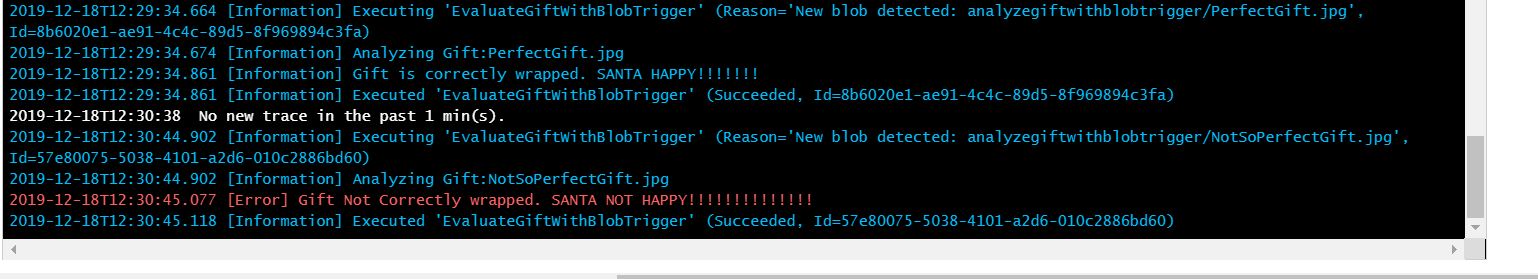 2019-12-18T12:29:34.664 [Information] Executing 'EvaluateGiftWithBlobTrigger' (Reason='New blob detected: analyzegiftwithblobtrigger/PerfectGift.jpg',
Id=8b6020e1-ae91-4c4c-89d5-8f969894c3fa)
2019-12-18T12:29:34.674 [Information] Analyzing Gift:PerfectGift.jpg
2019-12-18T12:29:34.861 [Information] Gift is correctly wrapped. SANTA HAPPY!!!!!!!
2019-12-18T12:29:34.861 [Information] Executed 'EvaluateGiftWithBlobTrigger' (Succeeded, Id=8b6020e1-ae91-4c4c-89d5-8f969894c3fa)
2019-12-18T12:30:38  No new trace in the past 1 min(s).
2019-12-18T12:30:44.902 [Information] Executing 'EvaluateGiftWithBlobTrigger' (Reason='New blob detected: analyzegiftwithblobtrigger/NotSoPerfectGift.jpg',
Id=57e80075-5038-4101-a2d6-010c2886bd60)
2019-12-18T12:30:44.902 [Information] Analyzing Gift:NotSoPerfectGift.jpg
2019-12-18T12:30:45.077 [Error] Gift Not Correctly wrapped. SANTA NOT HAPPY!!!!!!!!!!!!!!
2019-12-18T12:30:45.118 [Information] Executed 'EvaluateGiftWithBlobTrigger' (Succeeded, Id=57e80075-5038-4101-a2d6-010c2886bd60)